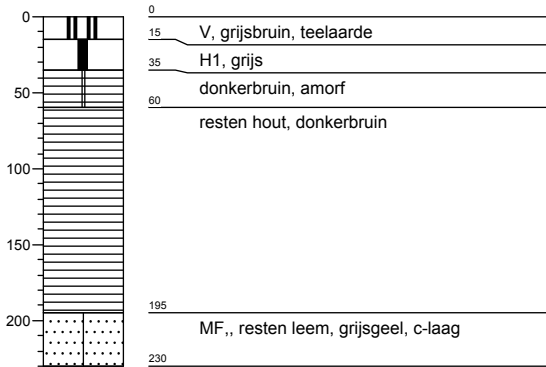 0
0
15
V, grijsbruin, teelaarde
35
H1, grijs
50
donkerbruin, amorf
60
resten hout, donkerbruin
100
150
195
200
MF,, resten leem, grijsgeel, c-laag
230